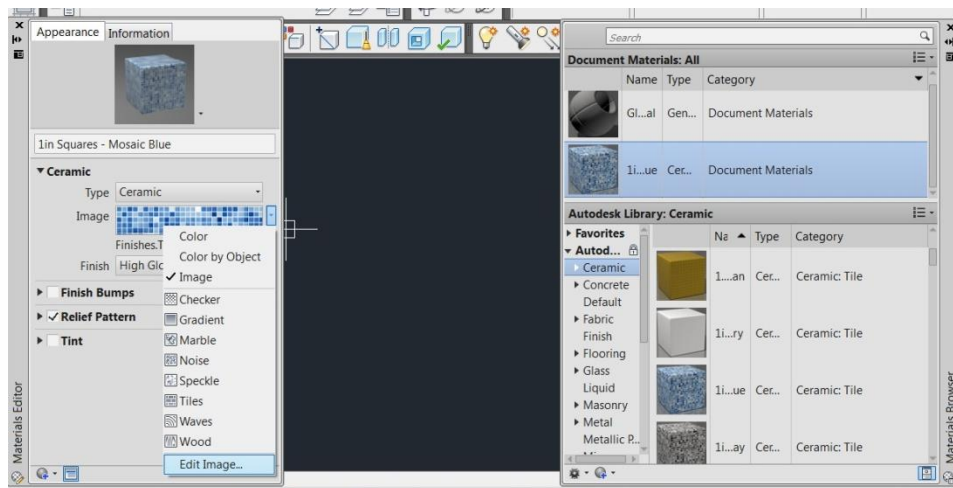 Appearance
Information
1in Squares - Mosaic Blue
Ceramic
Type Ceramic
Image
Finishes.T
Finish High Glo
Finish Bumps
Relief Pattern
Tint
Color
Color by Object
Image
Checker
Gradient
Marble
Noise
Speckle
Tiles
Waves
Wood
Edit Image...
Materials Editor
Search
Document Materials: All
Name Type Category
Gl...al Gen... Document Materials
1i...ue Cer... Document Materials
Autodesk Library: Ceramic
Favorites
Autod...
Ceramic
Concrete
Default
Fabric
Finish
Flooring
Glass
Liquid
Masonry
Metal
Metallic P...
Na Type Category
1...an Cer... Ceramic: Tile
1i...ry Cer... Ceramic: Tile
1i...ue Cer... Ceramic: Tile
1i...ay Cer... Ceramic: Tile
Materials Browser